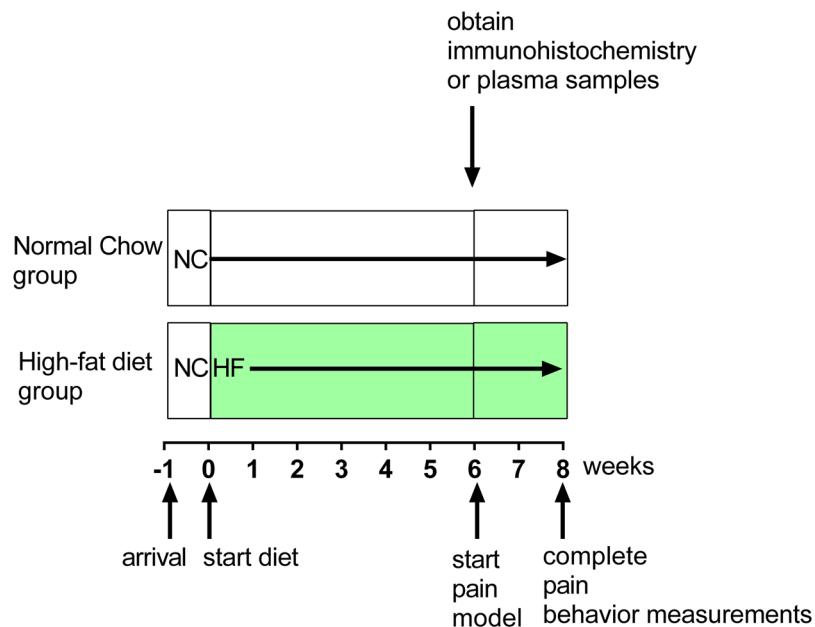 obtain
immunohistochemistry
or plasma samples
Normal Chow
group
NC
High-fat diet
group
NC HF
-1 0 1 2 3 4 5 6 7 8 weeks
arrival start diet
start
pain
model
complete
pain
behavior measurements